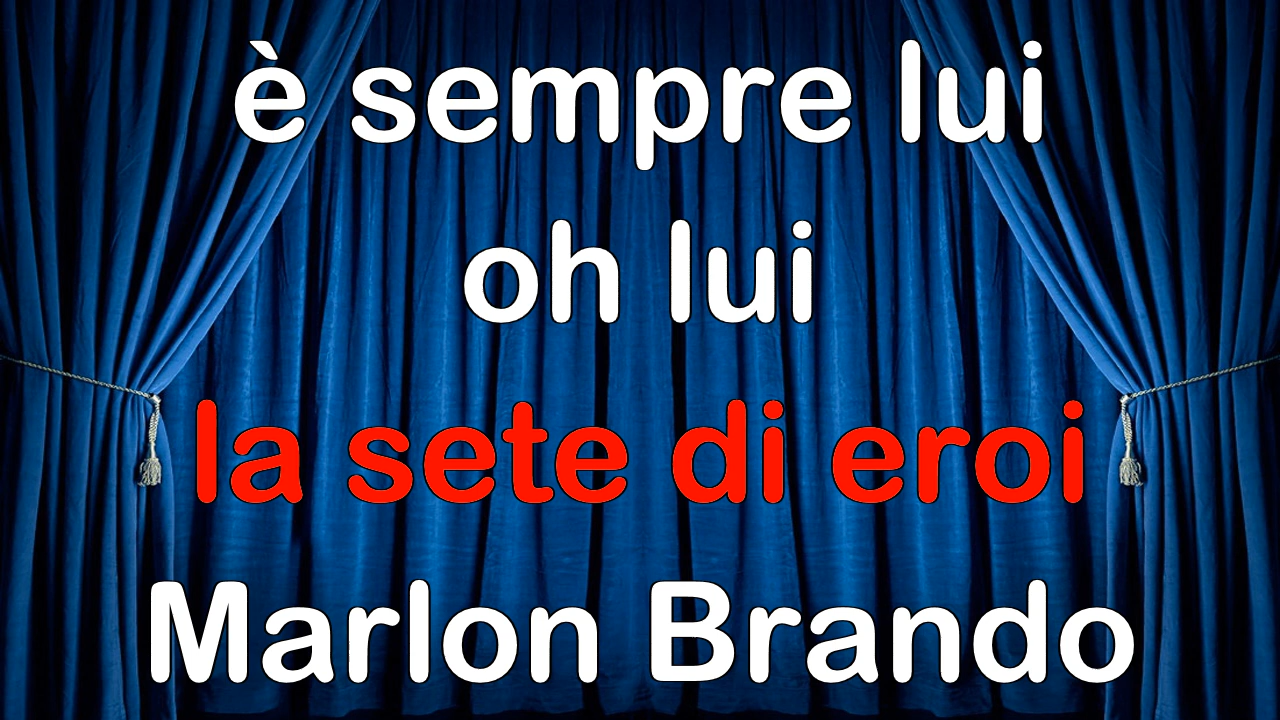 è sempre lui
oh lui
la sete di eroi
Marlon Brando